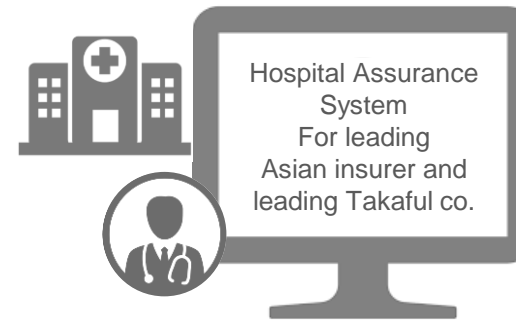 Hospital Assurance
System
For leading
Asian insurer and
leading Takaful co.